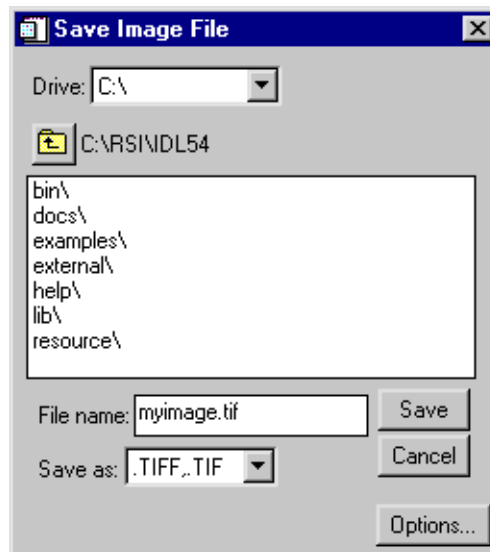 Save Image File
Drive: C:\
C:\RSI\IDL54
bin\
docs\
examples\
external\
help\
lib\
resource\
File name: myimage.tif Save
Save as: .TIFF,.TIF Cancel
Options...